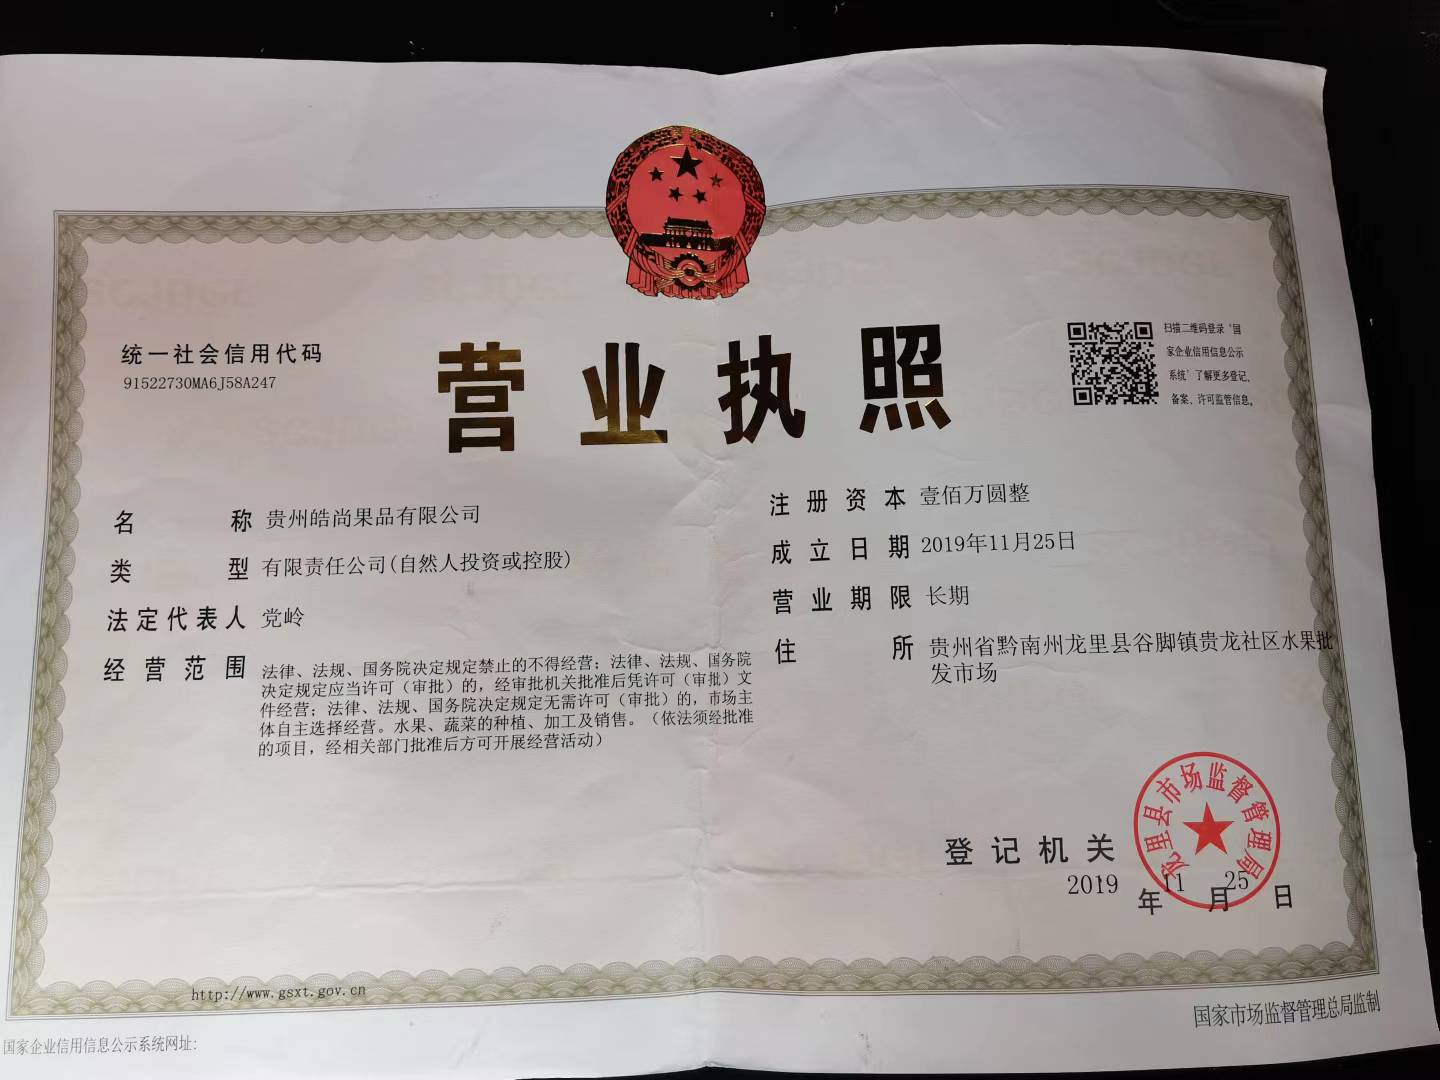 统一社会信用代码
91522730MA6J58A247
营业执照
扫描二维码登录‘国
家企业信用信息公示
系统’了解更多登记、
备案、许可监管信息。
名称 贵州皓尚果品有限公司
类型 有限责任公司(自然人投资或控股)
法定代表人 党岭
经营范围 法律、法规、国务院决定规定禁止的不得经营；法律、法规、国务院
决定规定应当许可（审批）的，经审批机关批准后凭许可（审批）文
件经营；法律、法规、国务院决定规定无需许可（审批）的，市场主
体自主选择经营。水果、蔬菜的种植、加工及销售。（依法须经批准
的项目，经相关部门批准后方可开展经营活动）
注册资本 壹佰万圆整
成立日期 2019年11月25日
营业期限 长期
住所 贵州省黔南州龙里县谷脚镇贵龙社区水果批
发市场
登记机关
龙里县市场监督管理局
2019年11月25日
http://www.gsxt.gov.cn
国家企业信用信息公示系统网址:
国家市场监督管理总局监制